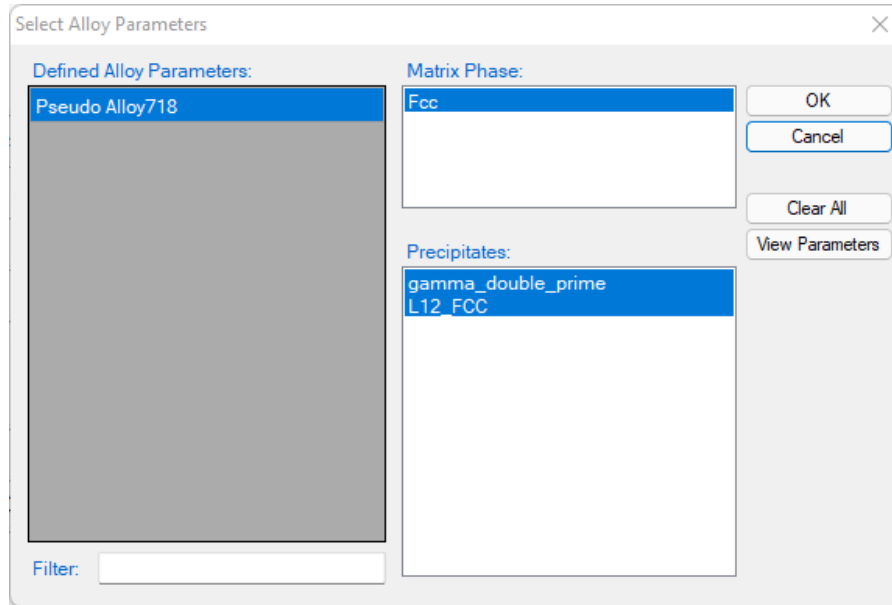 Select Alloy Parameters
Defined Alloy Parameters:
Pseudo Alloy718
Filter:
Matrix Phase:
Fcc
Precipitates:
gamma_double_prime
L12_FCC
OK
Cancel
Clear All
View Parameters